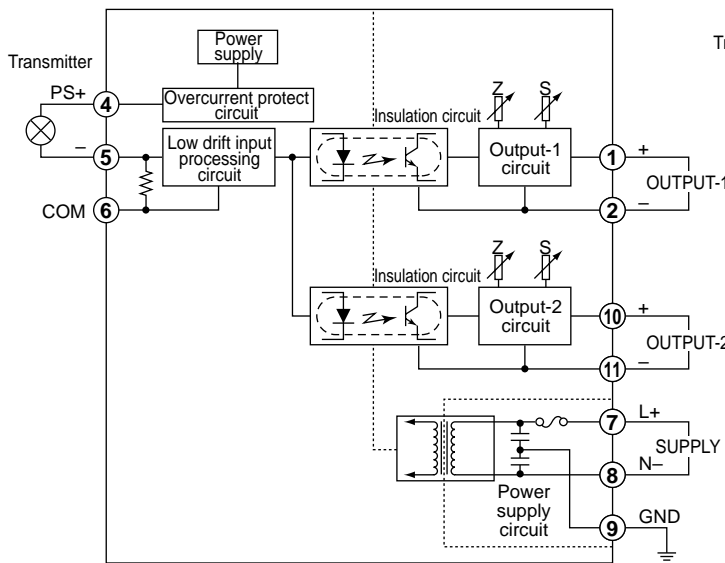 Power
supply
Tr
Transmitter
PS+
4
Overcurrent protect
circuit
Insulation circuit
Z
S
–
5
Low drift input
processing
circuit
Output-1
circuit
1
+
OUTPUT-1
COM
6
2
–
Insulation circuit
Z
S
Output-2
circuit
10
+
OUTPUT-2
11
–
7
L+
SUPPLY
8
N–
Power
supply
circuit
9
GND